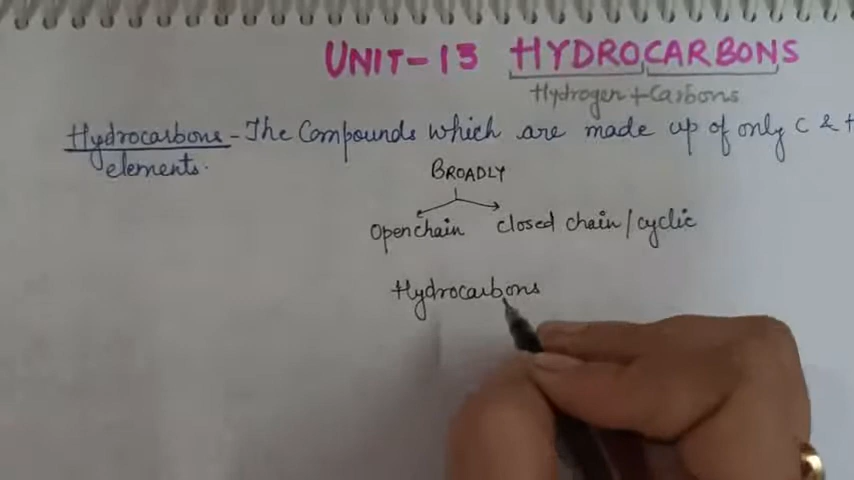 UNIT-13 HYDROCARBONS
Hydrogen + Carbons
Hydrocarbons - The Compounds which are made up of only C & H
elements.
BROADLY
Openchain closed chain / cyclic
Hydrocarbons